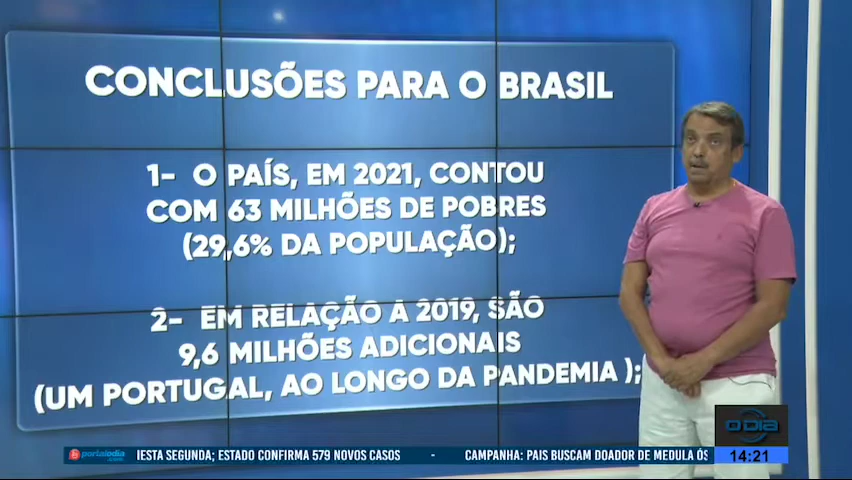 CONCLUSÕES PARA O BRASIL
1- O PAÍS, EM 2021, CONTOU
COM 63 MILHÕES DE POBRES
(29,6% DA POPULAÇÃO);
2- EM RELAÇÃO A 2019, SÃO
9,6 MILHÕES ADICIONAIS
(UM PORTUGAL, AO LONGO DA PANDEMIA );
O DIA
portalodia
IESTA SEGUNDA; ESTADO CONFIRMA 579 NOVOS CASOS - CAMPANHA: PAIS BUSCAM DOADOR DE MEDULA ÓS
14:21